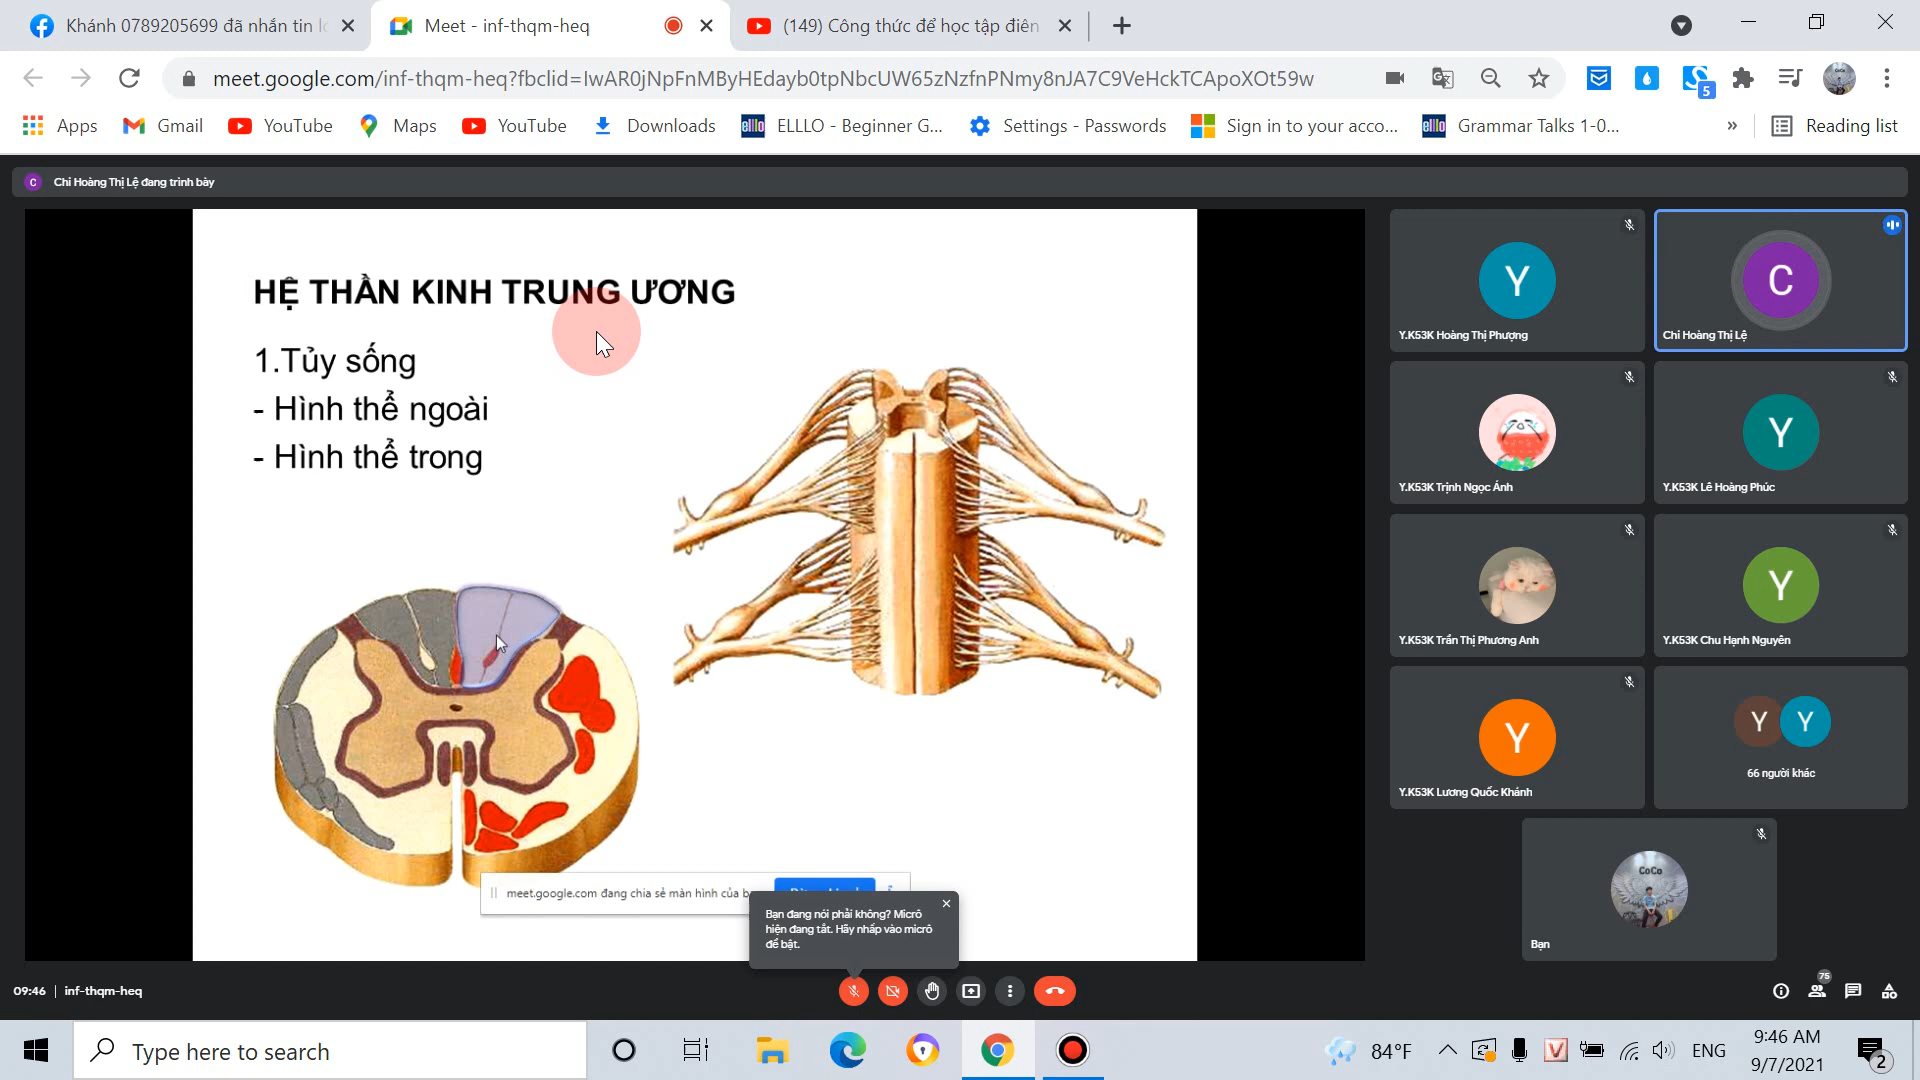 Khánh 0789205699 đã nhắn tin
Meet - inf-thqm-heq
(149) Công thức để học tập điên
meet.google.com/inf-thqm-heq?fbclid=IwAR0jNpFnMByHEdayb0tpNbcUW65zNzfnPNmy8nJA7C9VeHckTCApoXOt59w
5
Apps
Gmail
YouTube
Maps
YouTube
Downloads
elllo
ELLLO - Beginner G...
Settings - Passwords
Sign in to your acco...
elllo
Grammar Talks 1-0...
»
Reading list
C
Chi Hoàng Thị Lệ đang trình bày
HỆ THẦN KINH TRUNG ƯƠNG
1.Tủy sống
- Hình thể ngoài
- Hình thể trong
meet.google.com đang chia sẻ màn hình của
Bạn đang nói phải không? Micrô
hiện đang tắt. Hãy nhấp vào micrô
để bật.
Y
Y.K53K Hoàng Thị Phượng
C
Chi Hoàng Thị Lệ
Y.K53K Trịnh Ngọc Ánh
Y
Y.K53K Lê Hoàng Phúc
Y.K53K Trần Thị Phương Anh
Y
Y.K53K Chu Hạnh Nguyên
Y
Y.K53K Lương Quốc Khánh
Y Y
66 người khác
CoCo
Bạn
09:46 | inf-thqm-heq
75
Type here to search
84°F
V
ENG
9:46 AM
9/7/2021
2